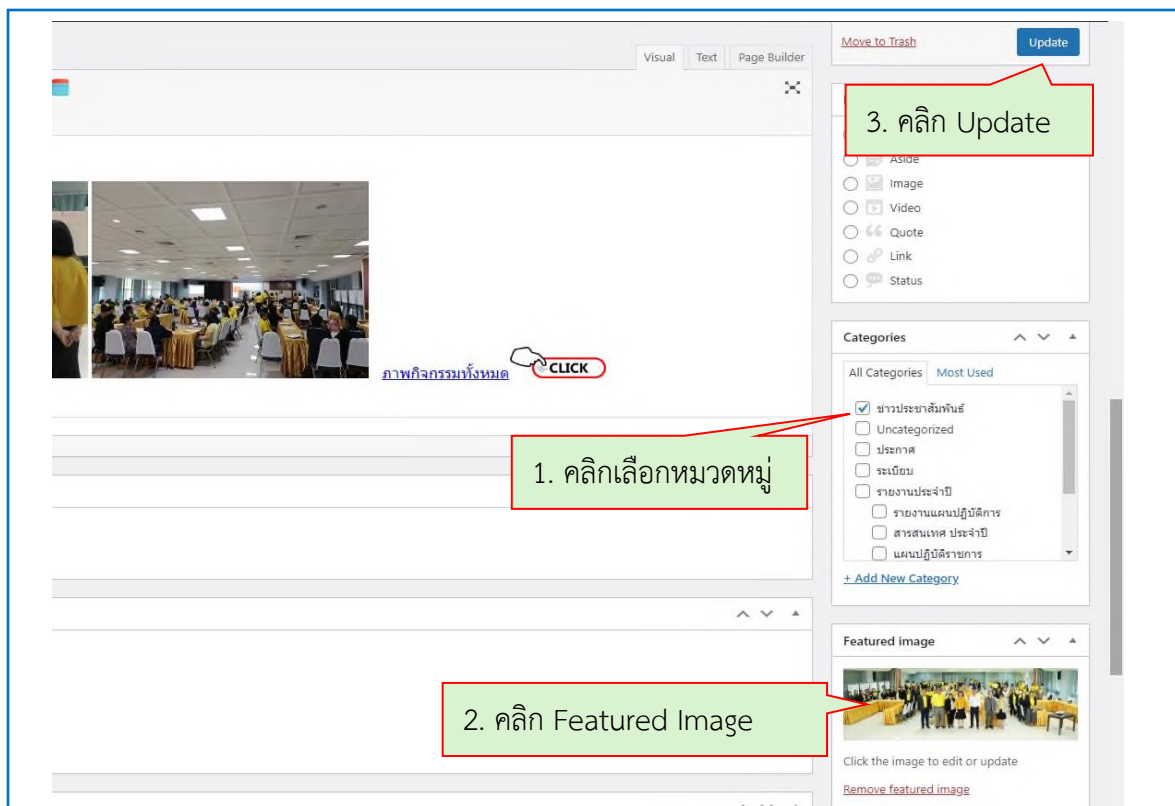 Move to Trash
Update
Visual
Text
Page Builder
3. คลิก Update
Aside
Image
Video
Quote
Link
Status
Categories
All Categories
Most Used
ภาพกิจกรรมทั้งหมด
CLICK
ข่าวประชาสัมพันธ์
Uncategorized
ประกาศ
1. คลิกเลือกหมวดหมู่
ระเบียบ
รายงานประจำปี
รายงานแผนปฏิบัติการ
สารสนเทศ ประจำปี
แผนปฏิบัติราชการ
+ Add New Category
Featured image
2. คลิก Featured Image
Click the image to edit or update
Remove featured image